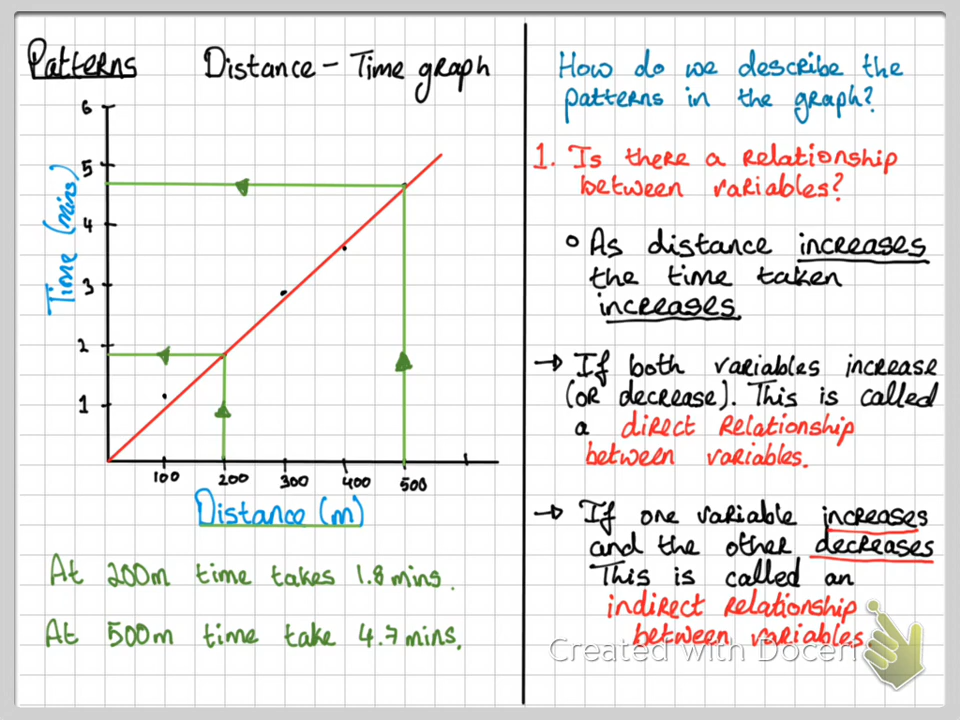 Patterns
Distance - Time graph
6
5
4
3
2
1
Time (mins)
100 200 300 400 500
Distance (m)
At 200m time takes 1.8 mins.
At 500m time take 4.7mins.
How do we describe the
patterns in the graph?
1. Is there a relationship
between variables?
As distance increases
the time taken
increases.
→ If both variables increase
(or decrease). This is called
a direct relationship
between variables.
→ If one variable increases
and the other decreases
This is called an
indirect relationship
between variables.
Created with Doceri